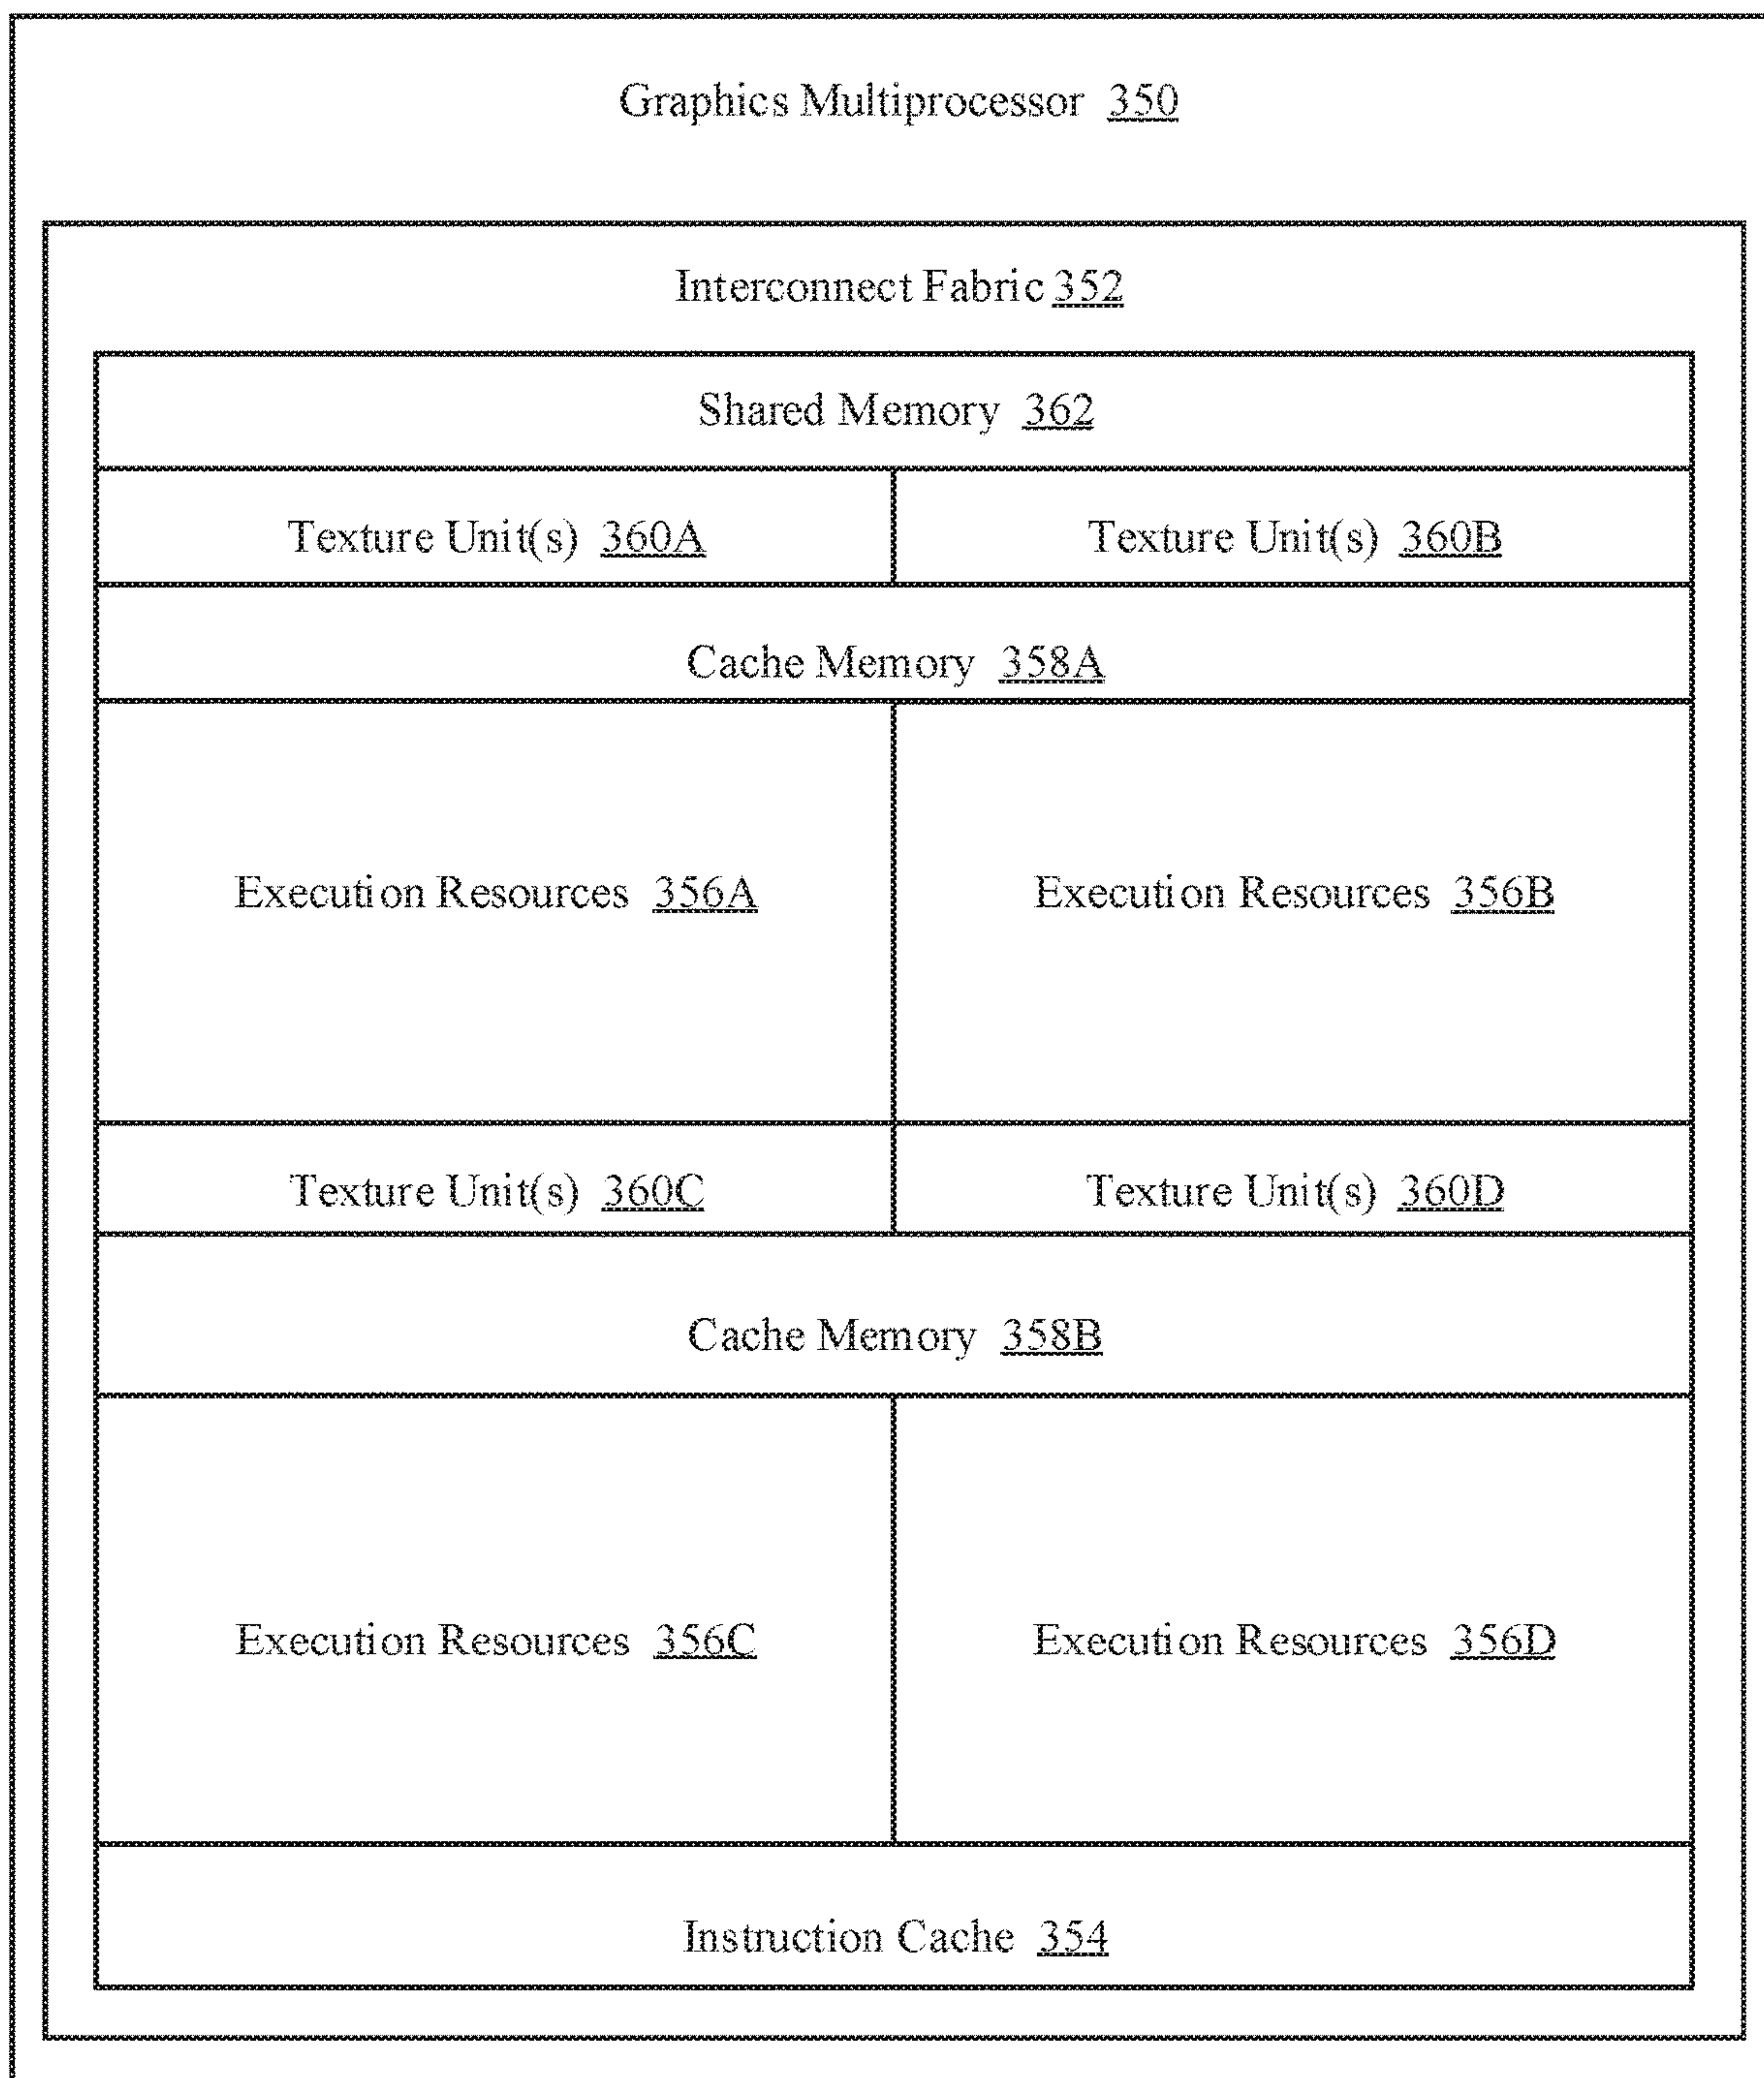 Graphics Multiprocessor 350
Interconnect Fabric 352
Shared Memory 362
Texture Unit(s) 360A
Texture Unit(s) 360B
Cache Memory 358A
Execution Resources 356A
Execution Resources 356B
Texture Unit(s) 360C
Texture Unit(s) 360D
Cache Memory 358B
Execution Resources 356C
Execution Resources 356D
Instruction Cache 354